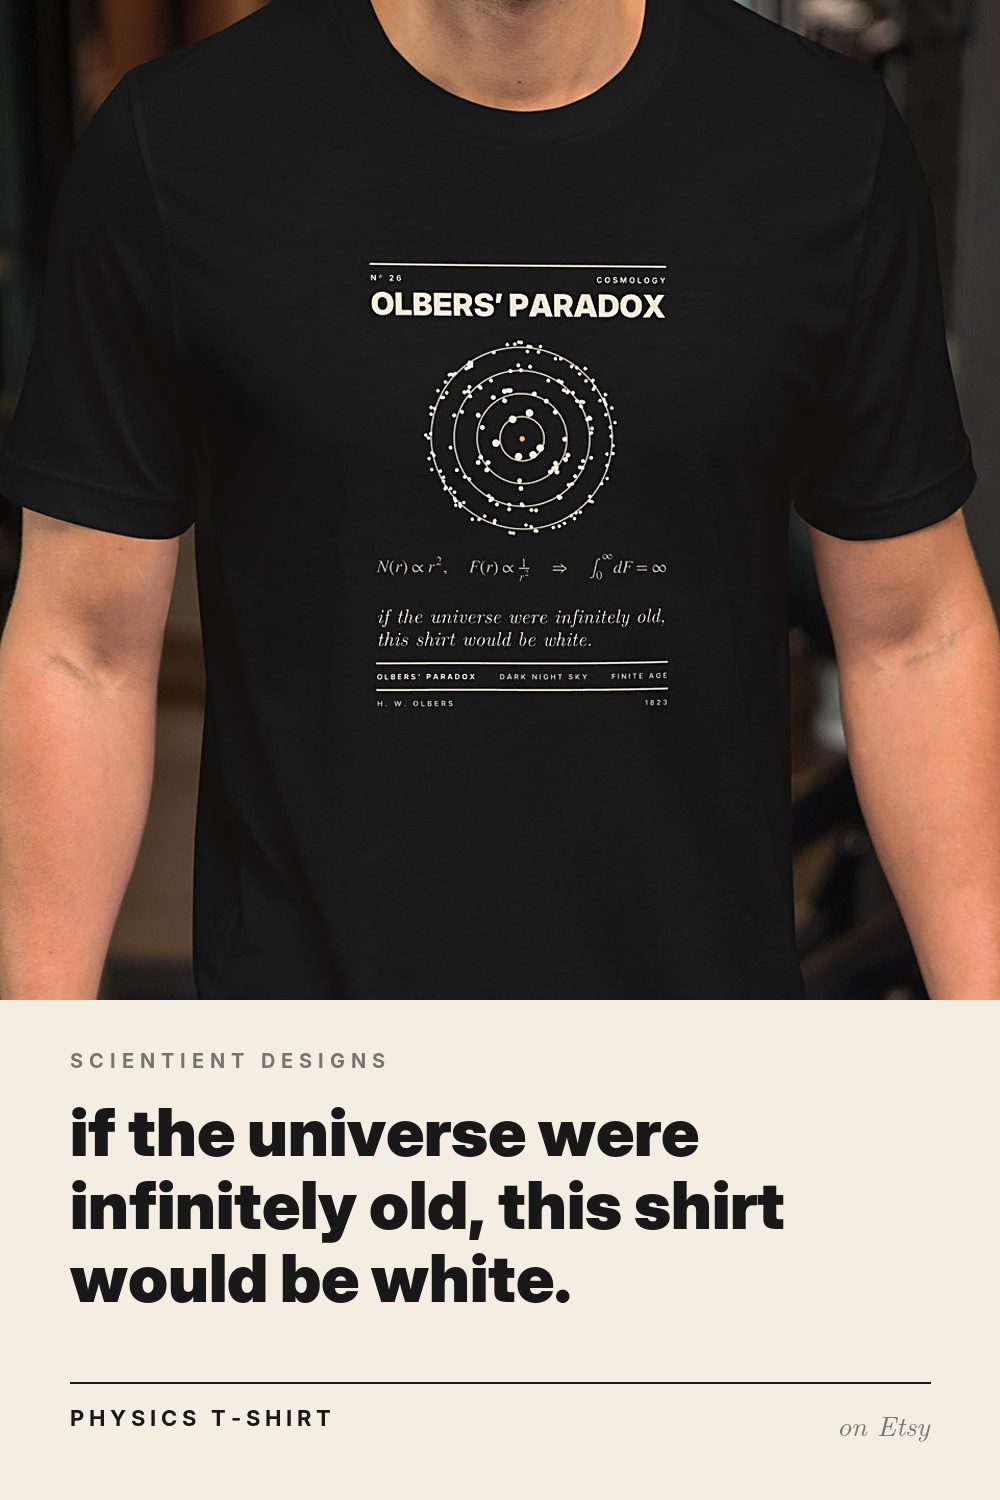 N° 26 COSMOLOGY
OLBERS' PARADOX
N(r) ∝ r², F(r) ∝ 1/r² ⇒ ∫₀^∞ dF = ∞
if the universe were infinitely old,
this shirt would be white.
OLBERS' PARADOX DARK NIGHT SKY FINITE AGE
H. W. OLBERS 1823
SCIENTIENT DESIGNS
if the universe were
infinitely old, this shirt
would be white.
PHYSICS T-SHIRT on Etsy